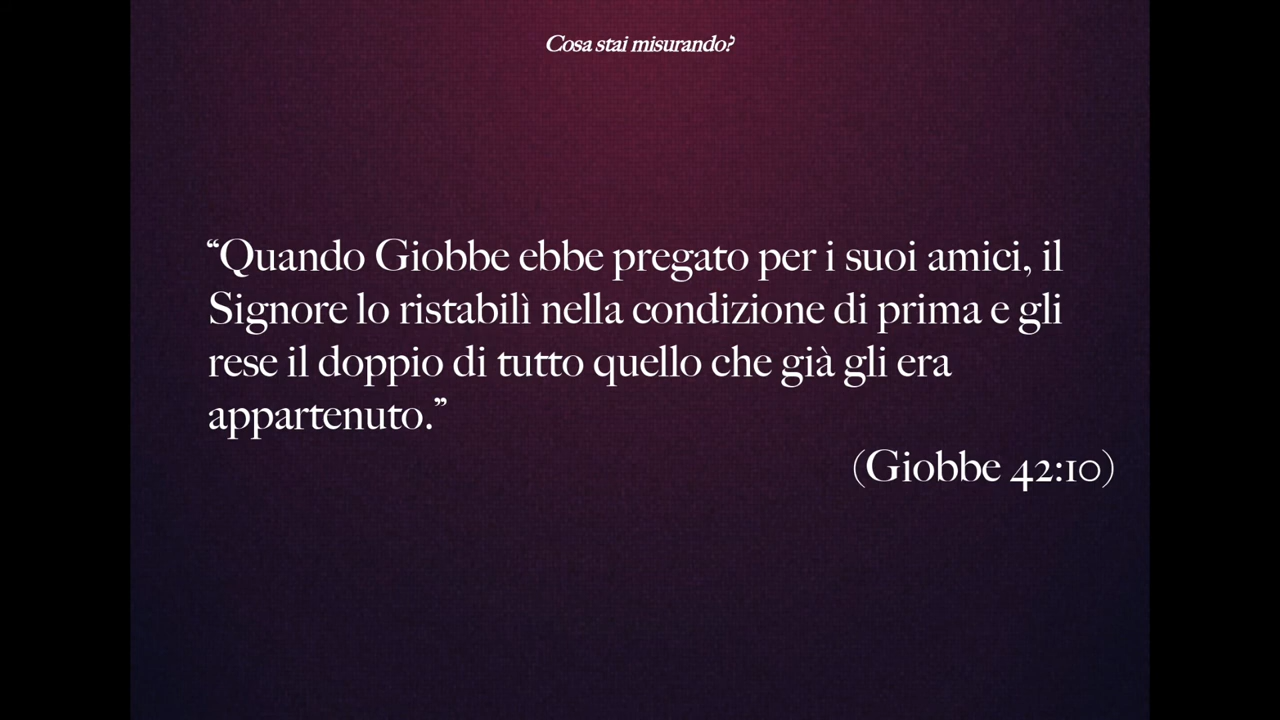 Cosa stai misurando?
“Quando Giobbe ebbe pregato per i suoi amici, il
Signore lo ristabilì nella condizione di prima e gli
rese il doppio di tutto quello che già gli era
appartenuto.”
(Giobbe 42:10)